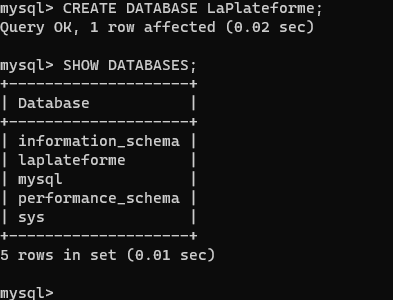 mysql> CREATE DATABASE LaPlateforme;
Query OK, 1 row affected (0.02 sec)

mysql> SHOW DATABASES;
+--------------------+
| Database           |
+--------------------+
| information_schema |
| laplateforme       |
| mysql              |
| performance_schema |
| sys                |
+--------------------+
5 rows in set (0.01 sec)

mysql>